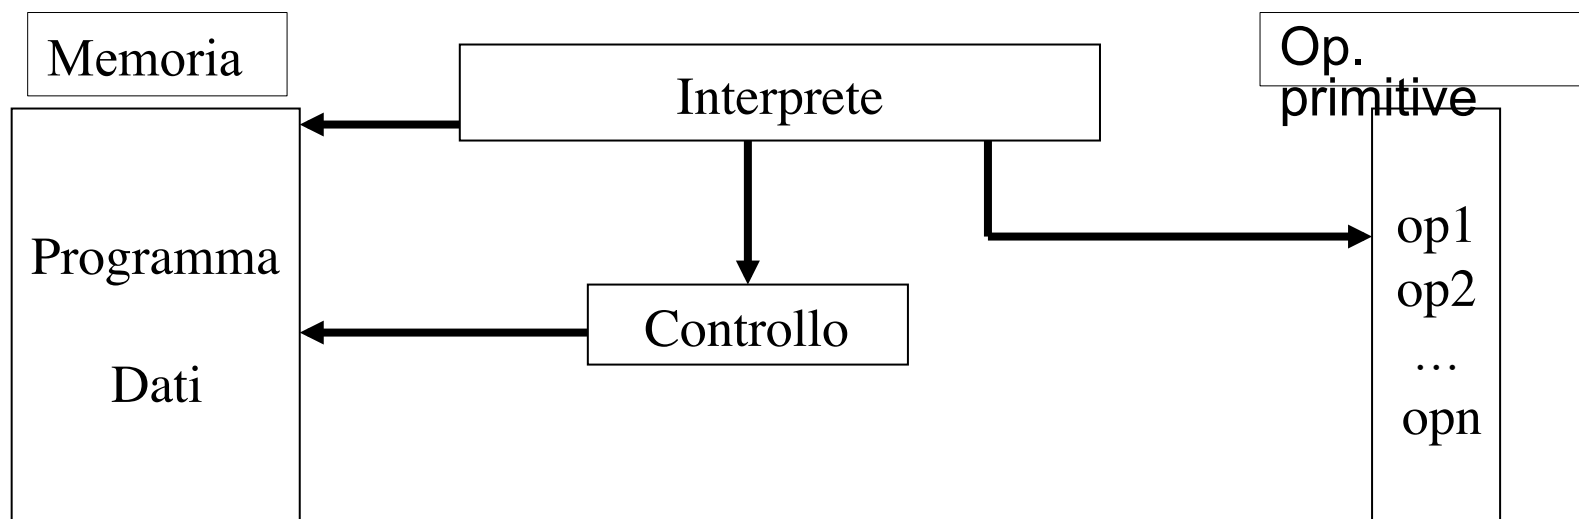 Memoria
Interprete
Op.
primitive
Programma
Dati
Controllo
op1
op2
…
opn